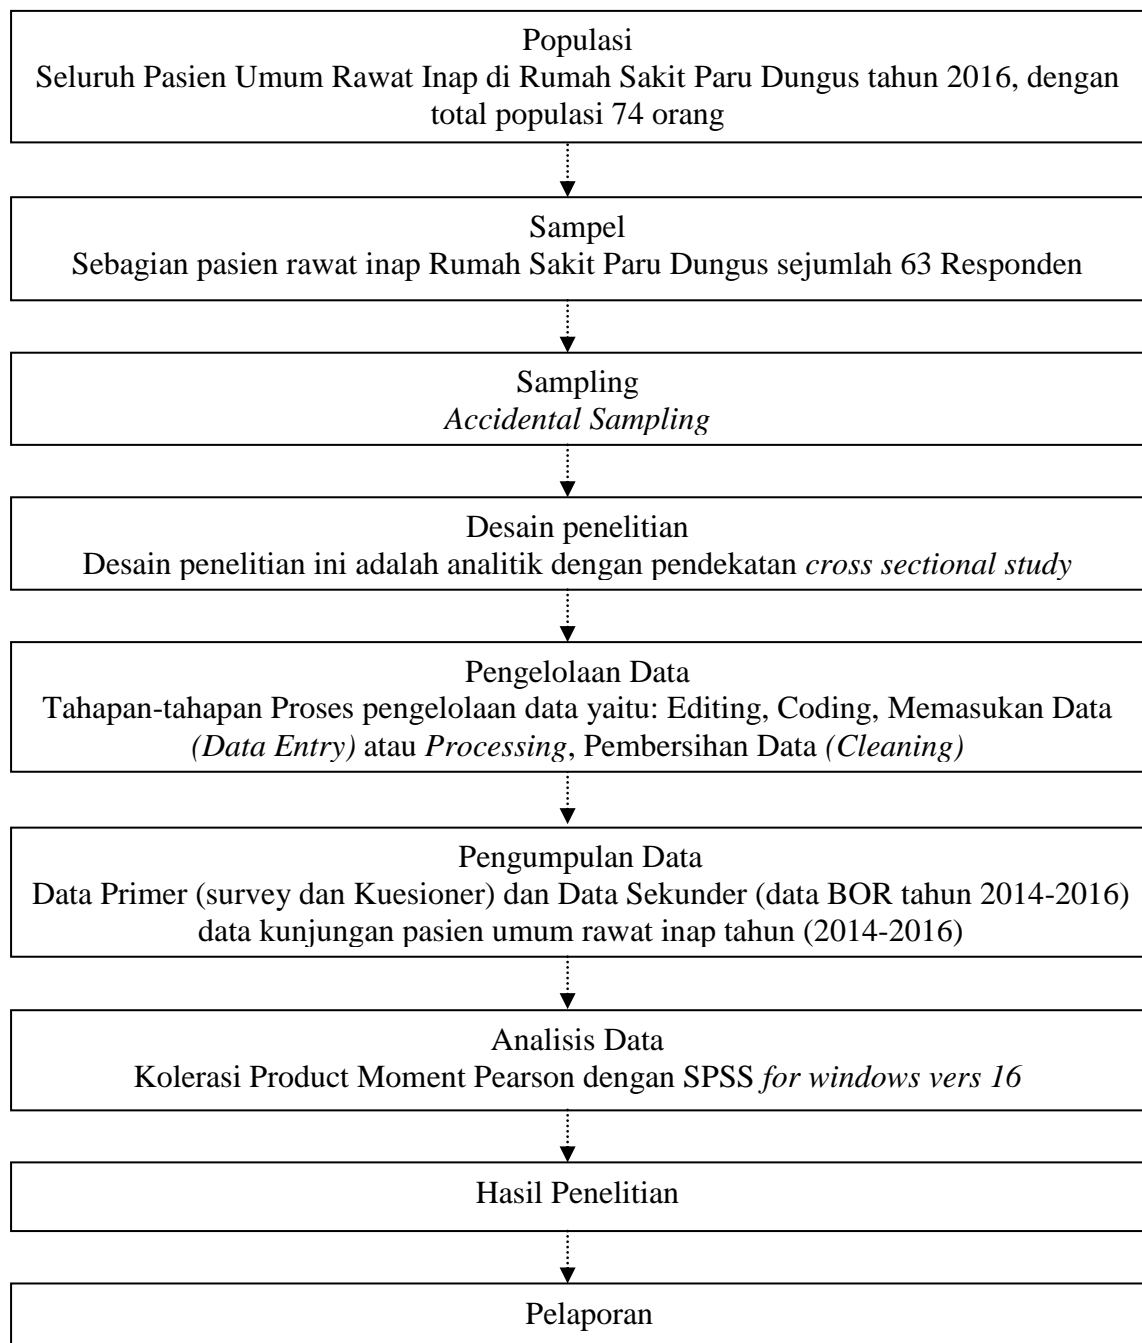 Populasi
Seluruh Pasien Umum Rawat Inap di Rumah Sakit Paru Dungus tahun 2016, dengan
total populasi 74 orang
Sampel
Sebagian pasien rawat inap Rumah Sakit Paru Dungus sejumlah 63 Responden
Sampling
Accidental Sampling
Desain penelitian
Desain penelitian ini adalah analitik dengan pendekatan cross sectional study
Pengelolaan Data
Tahapan-tahapan Proses pengelolaan data yaitu: Editing, Coding, Memasukan Data
(Data Entry) atau Processing, Pembersihan Data (Cleaning)
Pengumpulan Data
Data Primer (survey dan Kuesioner) dan Data Sekunder (data BOR tahun 2014-2016)
data kunjungan pasien umum rawat inap tahun (2014-2016)
Analisis Data
Kolerasi Product Moment Pearson dengan SPSS for windows vers 16
Hasil Penelitian
Pelaporan